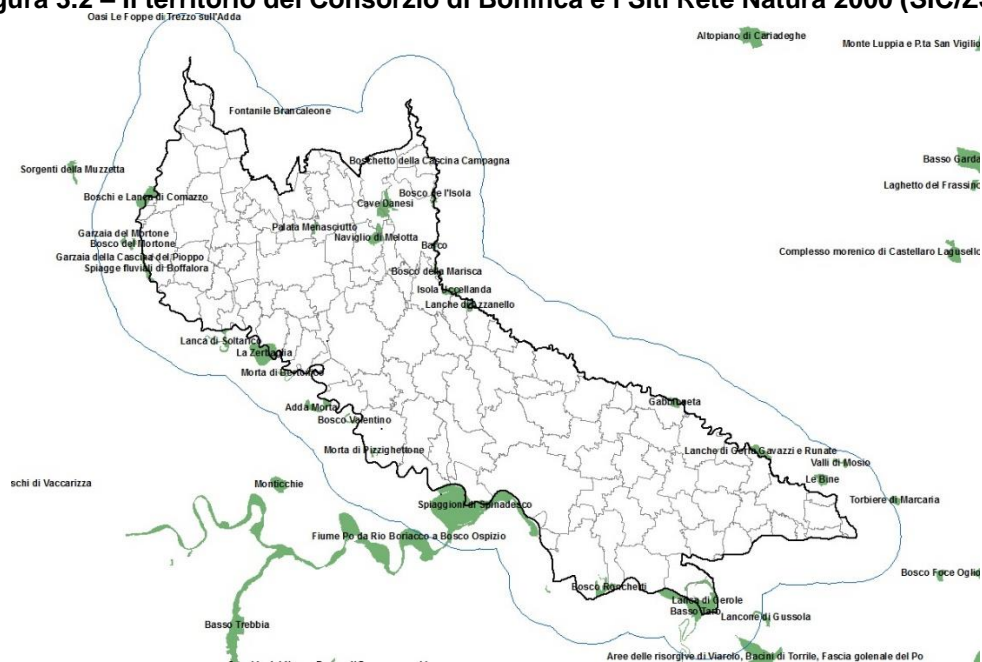 gura 3.2 – Il territorio del Consorzio di Bonifica e i Siti Rete Natura 2000 (SIC/ZS
Oasi Le Foppe di Trezzo sull'Adda
Altopiano di Cariadeghe
Monte Luppia e P.ta San Vigilio
Fontanile Brancaleone
Boschetto della Cascina Campagna
Basso Garda
Sorgenti della Muzzetta
Laghetto del Frassino
Boschi e Lanca di Comazzo
Bosco de l'Isola
Cave Danesi
Palata Menasciutto
Garzaia del Mortone
Naviglio di Melotta
Bosco del Mortone
Barco
Complesso morenico di Castellaro Lagusello
Garzaia della Cascina del Pioppo
Spiagge fluviali di Boffalora
Bosco della Marisca
Isola Uccellanda
Lanche di Azzanello
Lanca di Soltarico
La Zerbaglia
Morta di Bertonico
Gabbioneta
Adda Morta
Bosco Valentino
Morta di Pizzighettone
Lanche di Gerra Gavazzi e Runate
Valli di Mosio
Le Bine
schi di Vaccarizza
Monticchie
Torbiere di Marcaria
Spiaggioni di Spinadesco
Fiume Po da Rio Boriacco a Bosco Ospizio
Bosco Foce Oglio
Bosco Ronchetti
Lanca di Gerole
Basso Taro
Lancone di Gussola
Basso Trebbia
Aree delle risorgive di Viarolo, Bacini di Torrile, Fascia golenale del Po